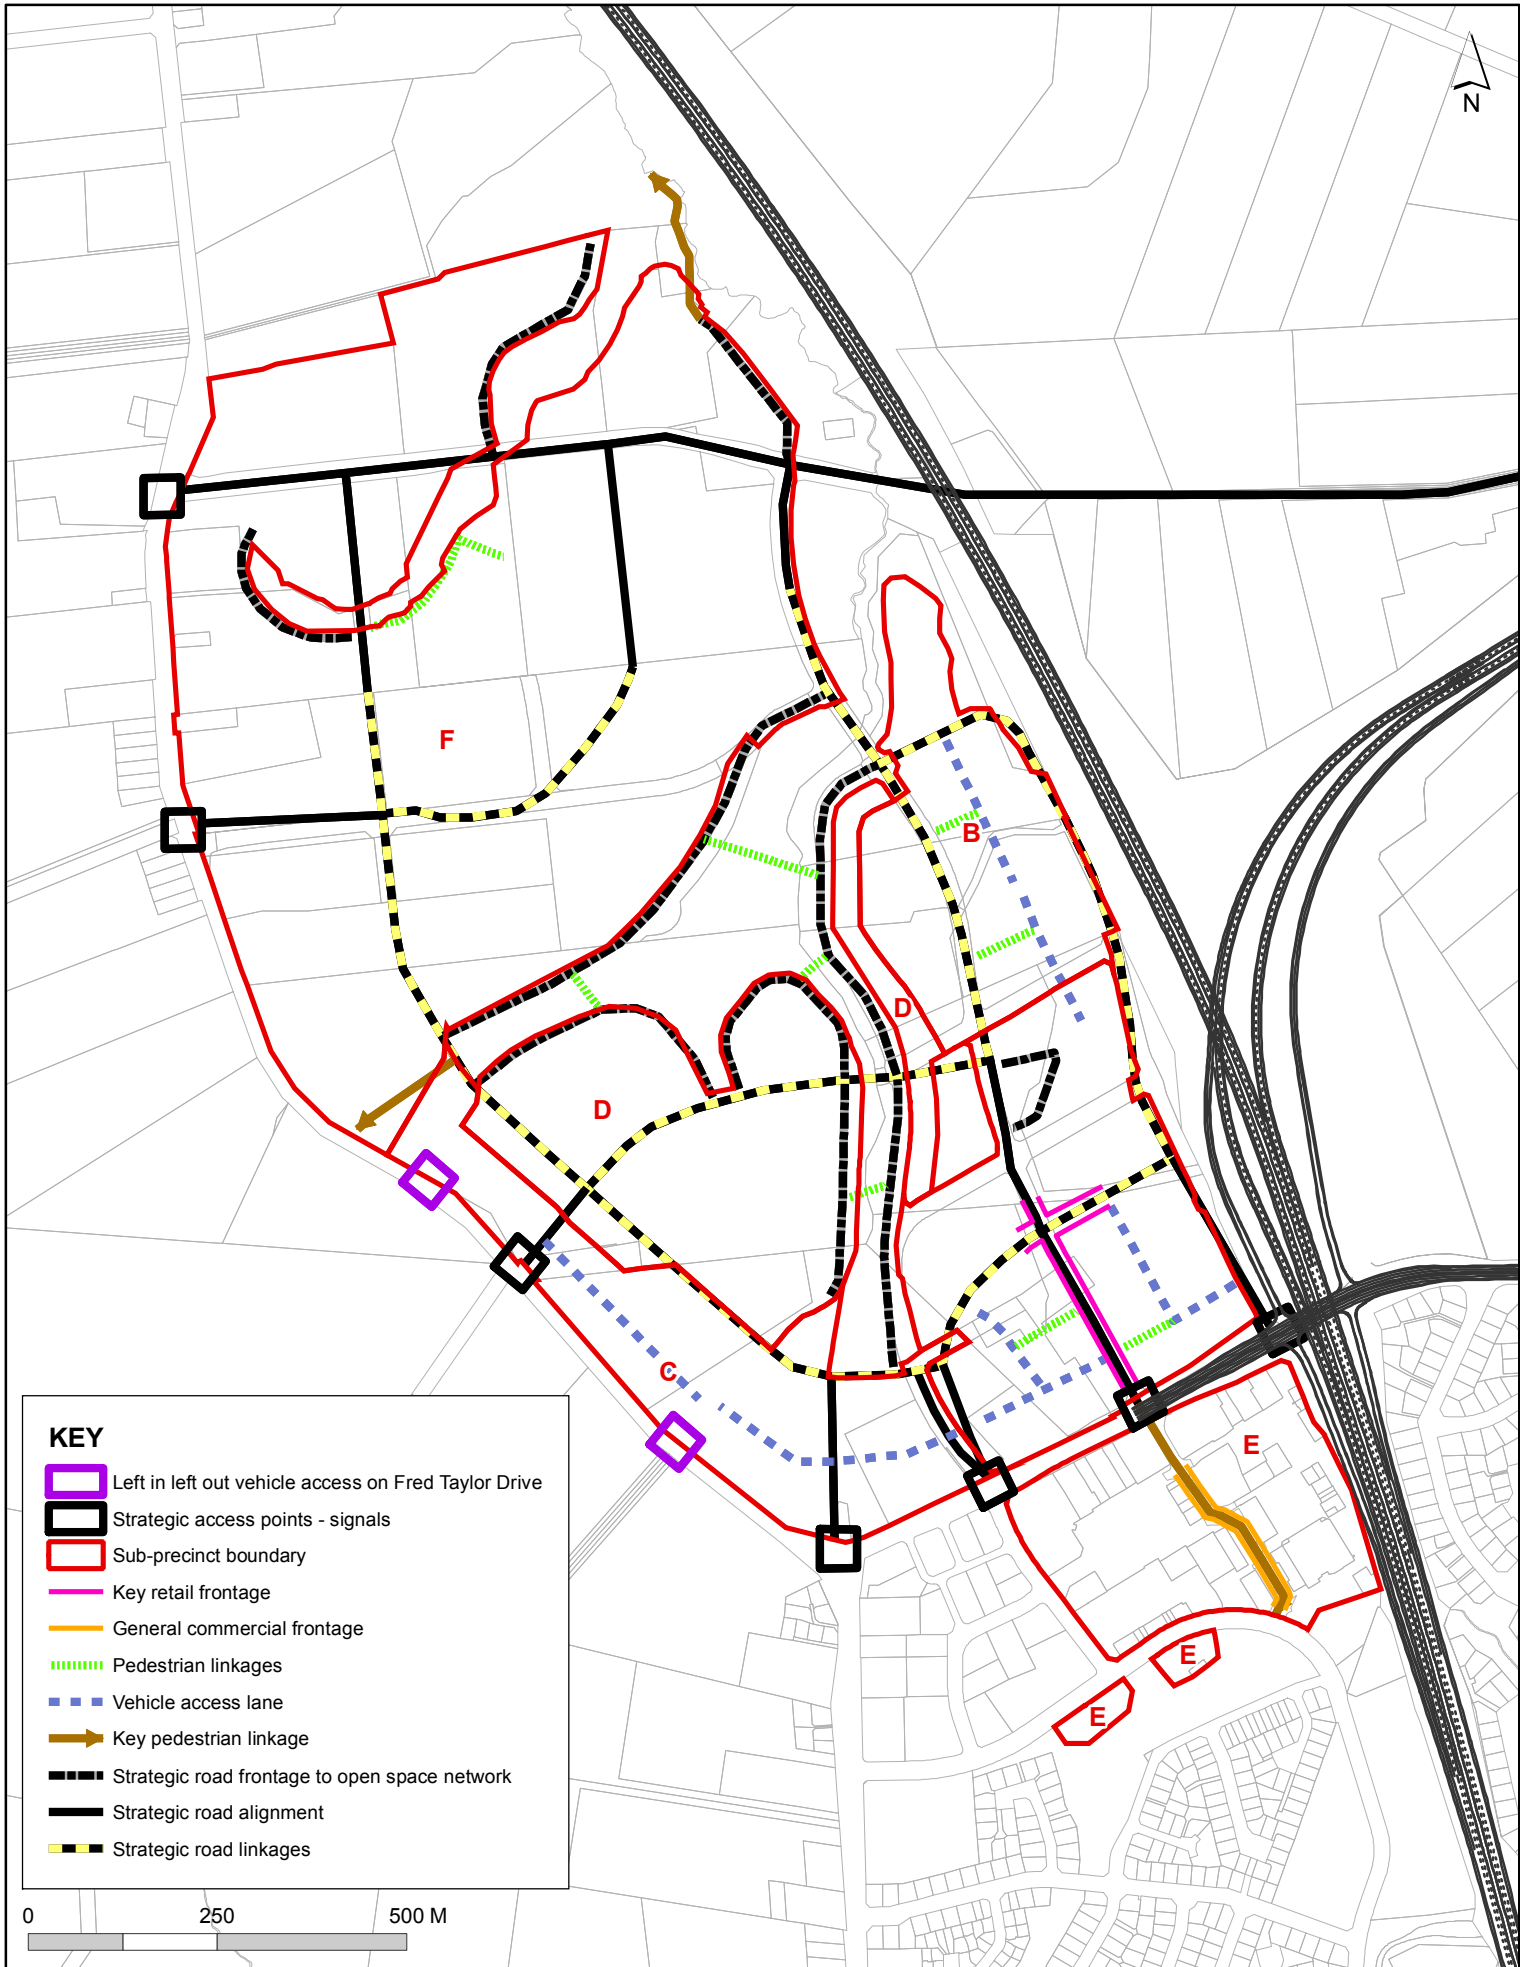 N
F
B
D
D
C
E
E
E
KEY
Left in left out vehicle access on Fred Taylor Drive
Strategic access points - signals
Sub-precinct boundary
Key retail frontage
General commercial frontage
Pedestrian linkages
Vehicle access lane
Key pedestrian linkage
Strategic road frontage to open space network
Strategic road alignment
Strategic road linkages
0 250 500 M